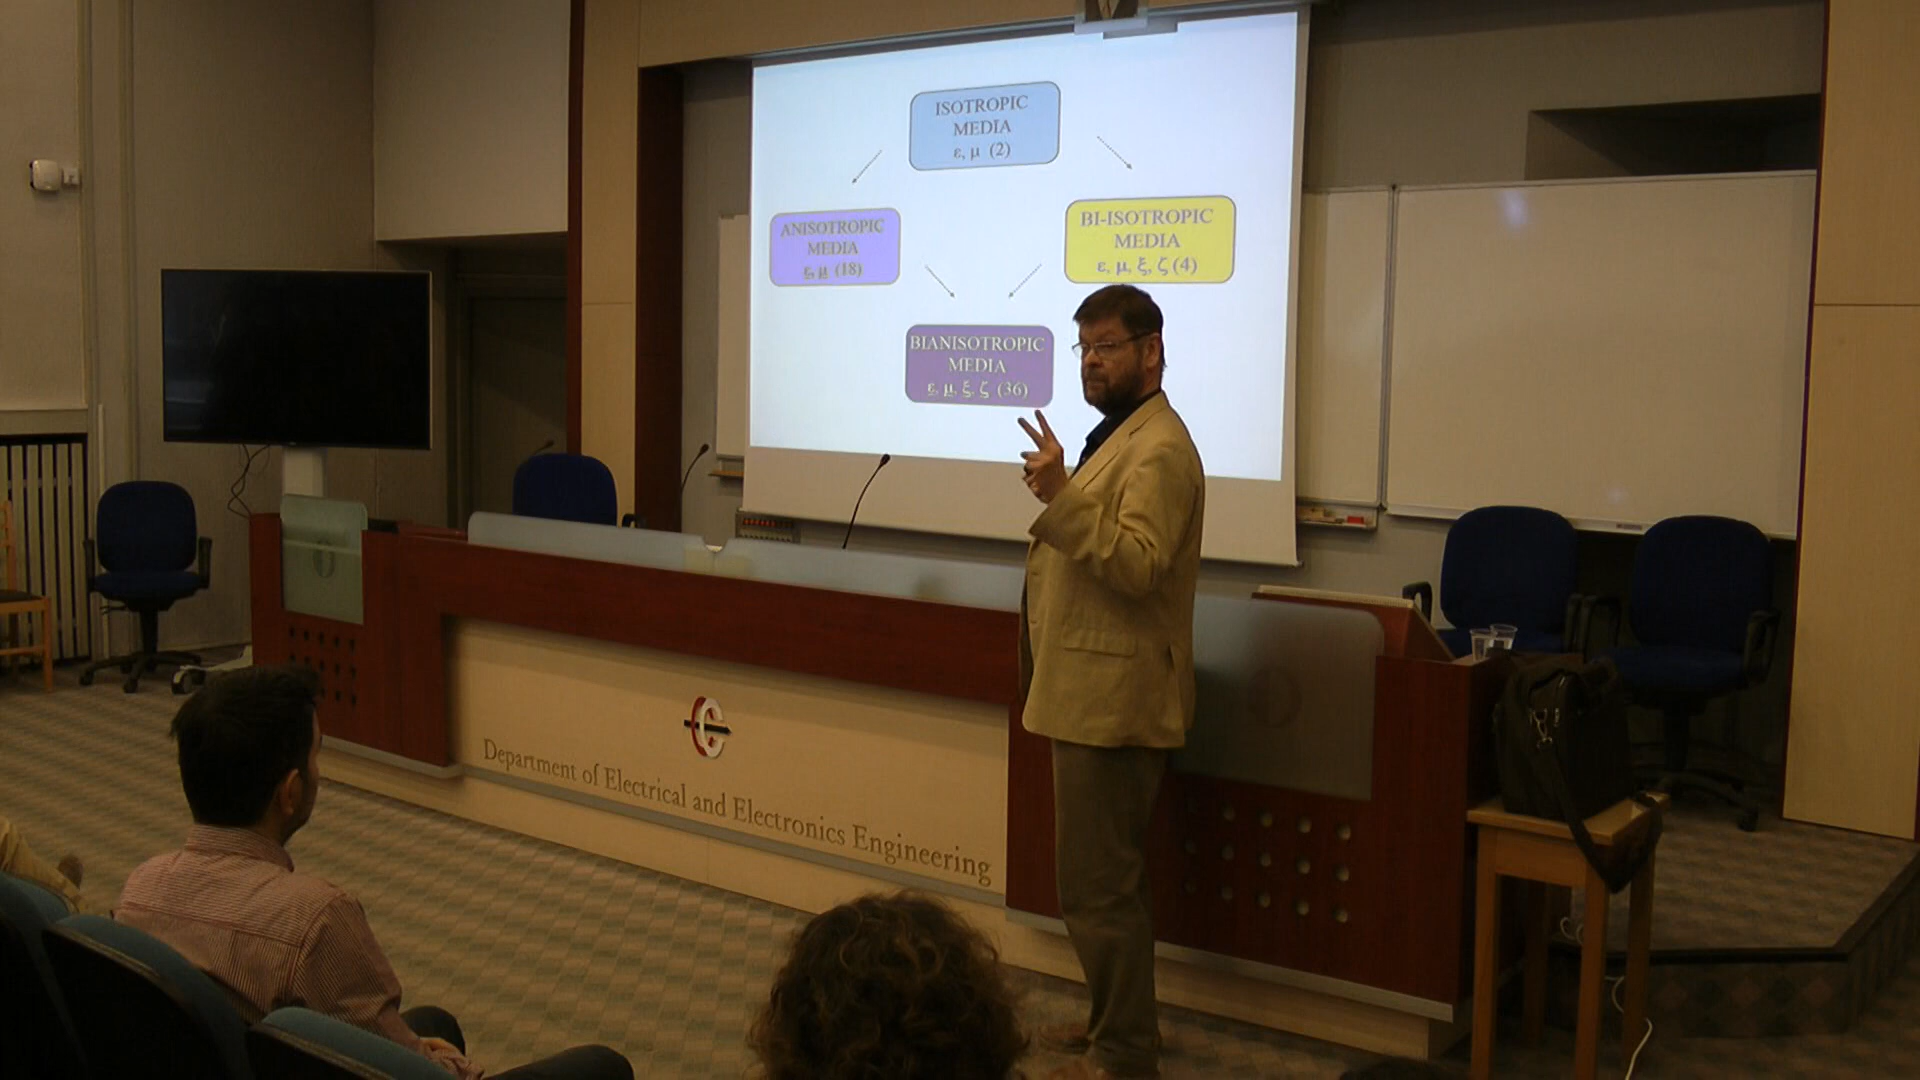 ISOTROPIC
MEDIA
ε, μ (2)
ANISOTROPIC
MEDIA
ε, μ (18)
BI-ISOTROPIC
MEDIA
ε, μ, ξ, ζ (4)
BIANISOTROPIC
MEDIA
ε, μ, ξ, ζ (36)
Department of Electrical and Electronics Engineering